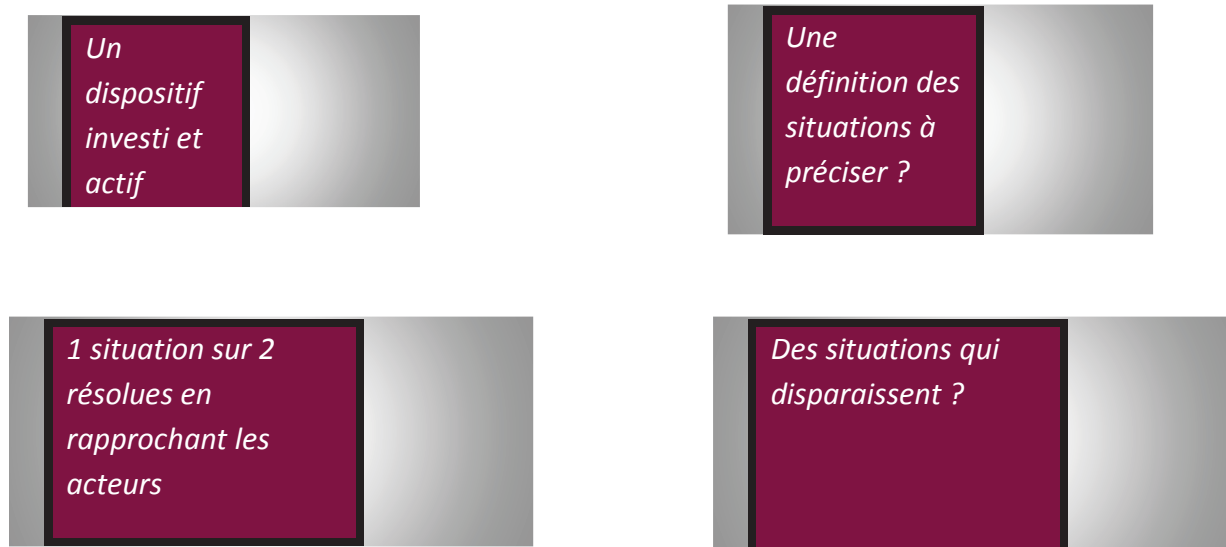 Un
dispositif
investi et
actif
Une
définition des
situations à
préciser ?
1 situation sur 2
résolues en
rapprochant les
acteurs
Des situations qui
disparaissent ?